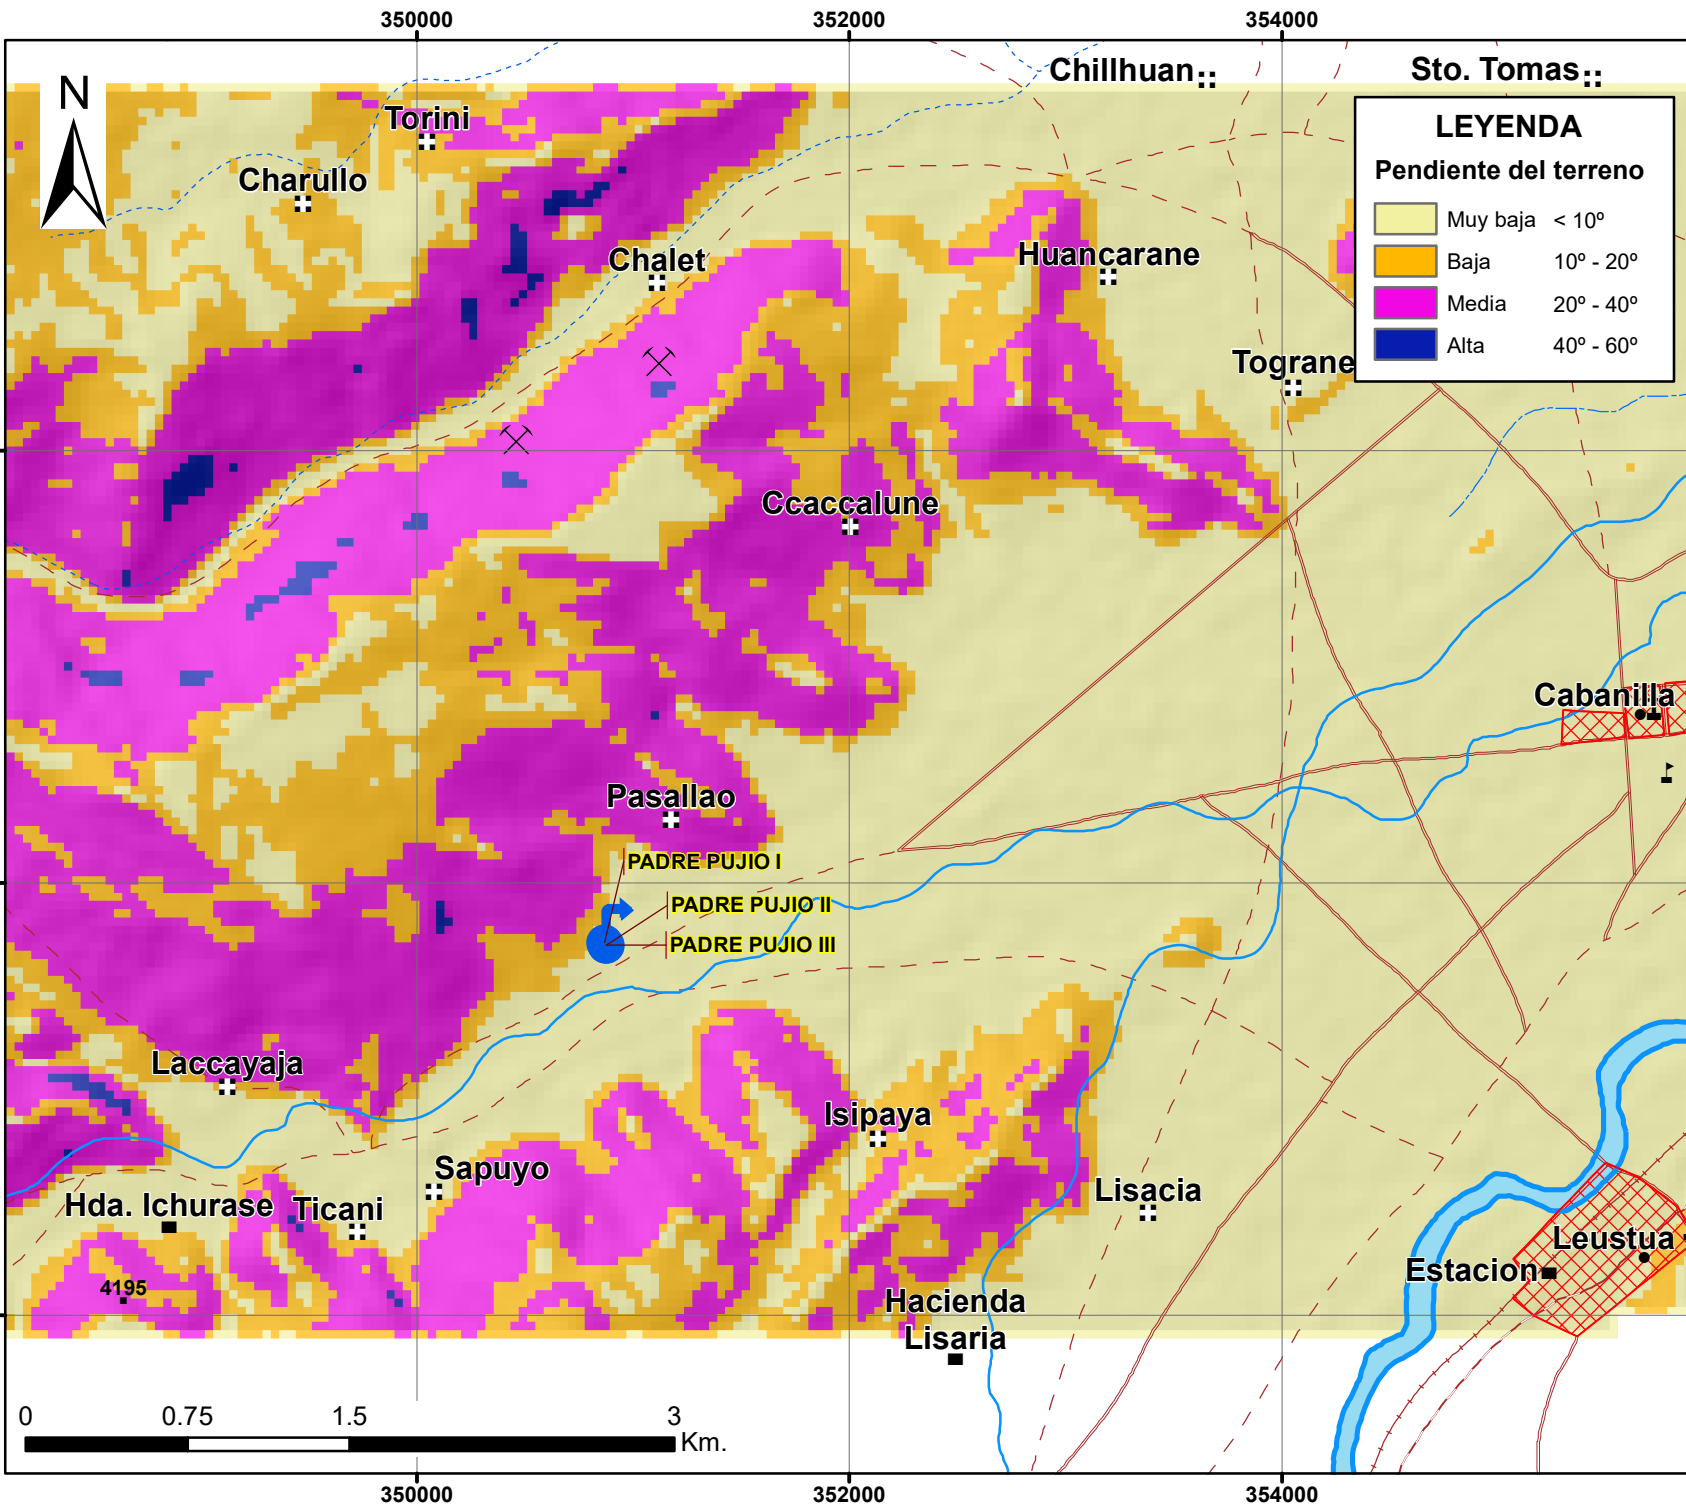 350000 352000 354000
N
Chillhuan
Sto. Tomas
Torini
Charullo
Chalet
Huancarane
Tograne
LEYENDA
Pendiente del terreno
Muy baja < 10º
Baja 10º - 20º
Media 20º - 40º
Alta 40º - 60º
Ccaccalune
Cabanilla
Pasallao
PADRE PUJIO I
PADRE PUJIO II
PADRE PUJIO III
Laccayaja
Isipaya
Sapuyo
Lisacia
Hda. Ichurase
Ticani
Leustua
Estacion
4195
Hacienda
Lisaria
0 0.75 1.5 3
Km.
350000 352000 354000